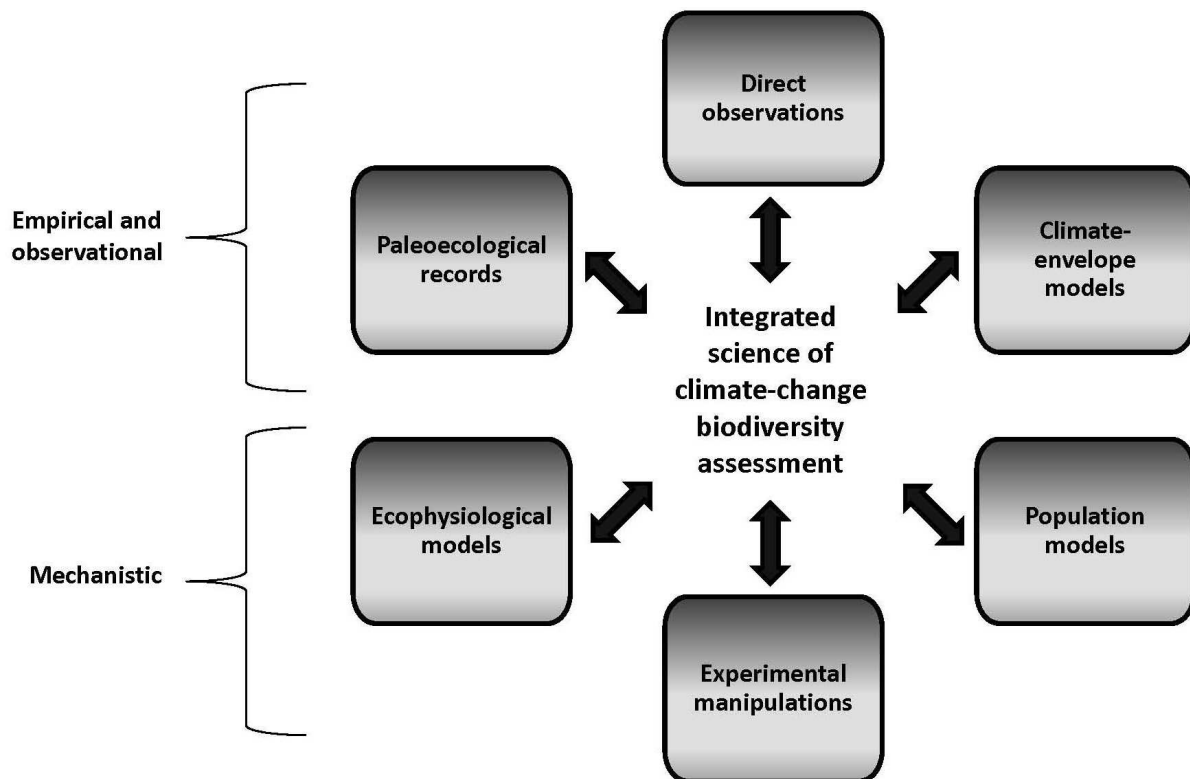 Direct
observations
Empirical and
observational
Paleoecological
records
Climate-
envelope
models
Integrated
science of
climate-change
biodiversity
assessment
Mechanistic
Ecophysiological
models
Population
models
Experimental
manipulations